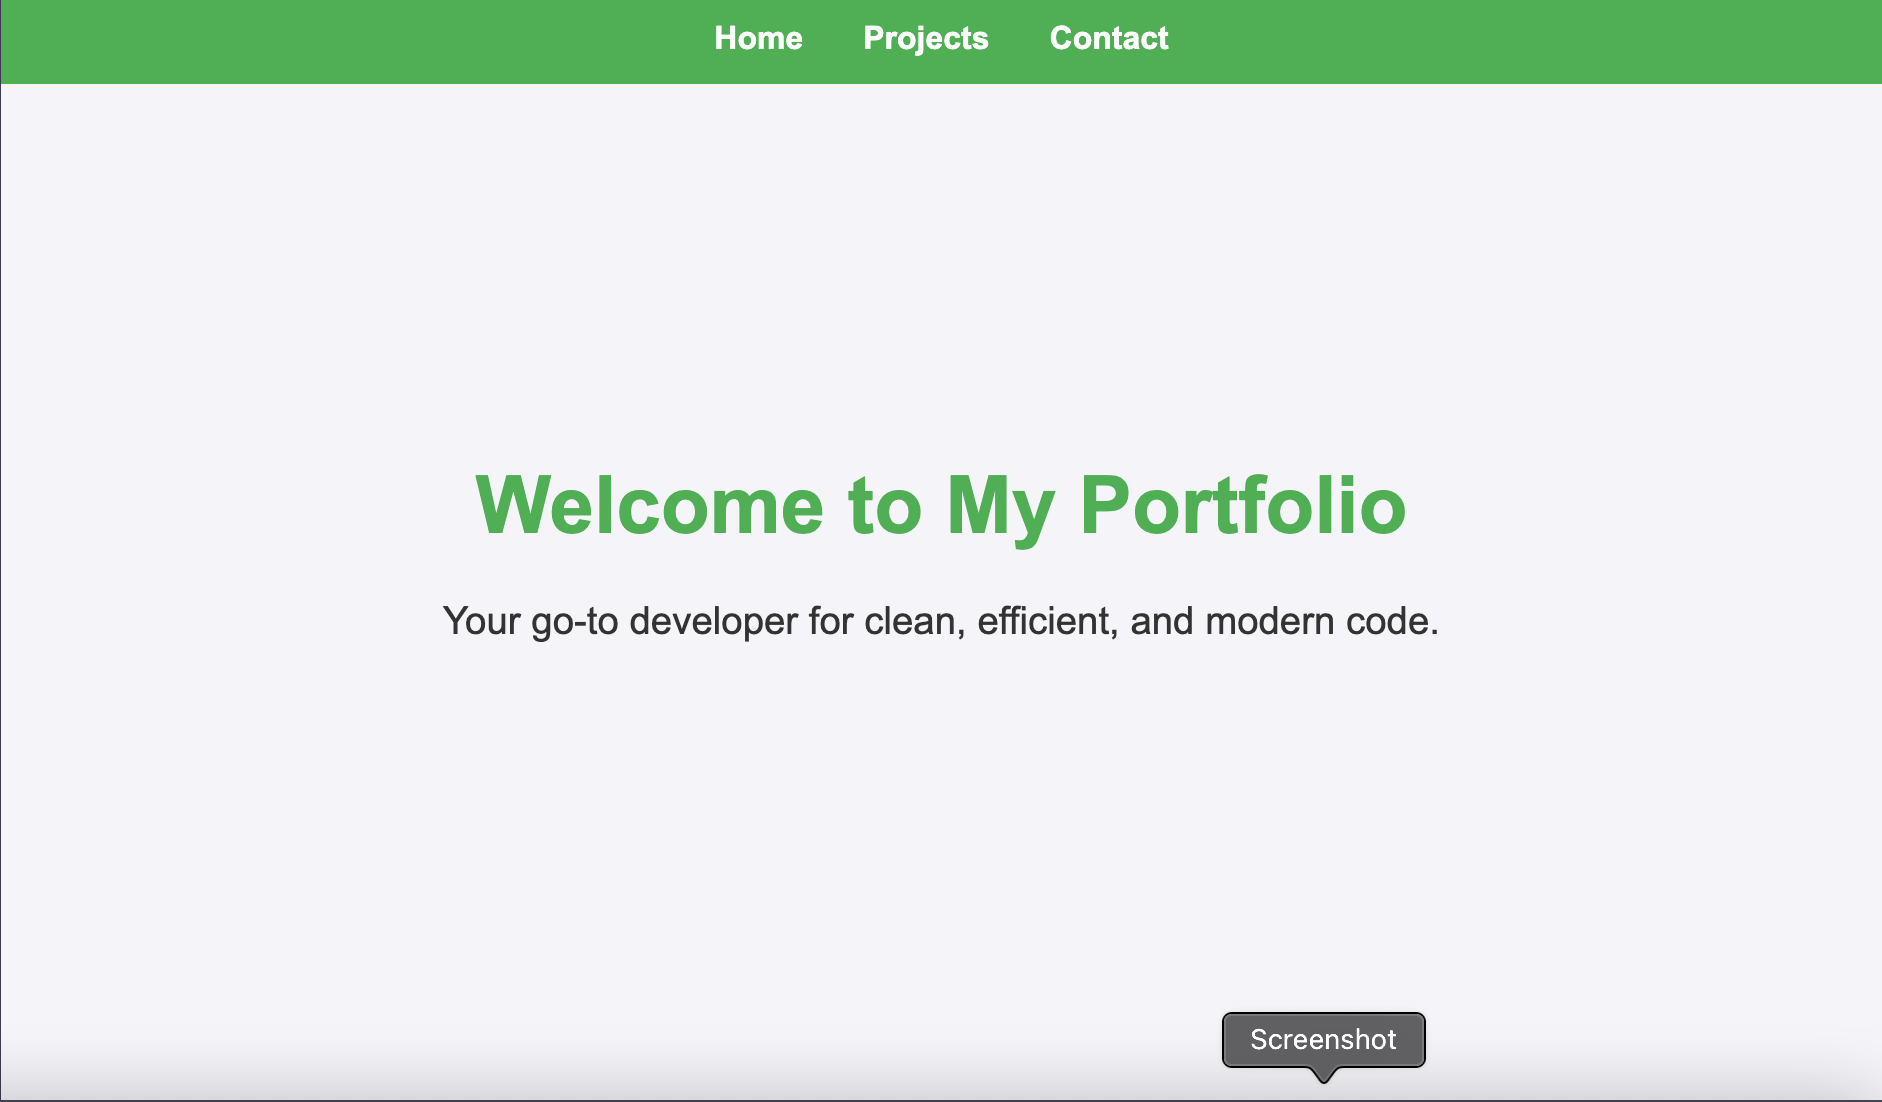 Home Projects Contact
Welcome to My Portfolio
Your go-to developer for clean, efficient, and modern code.
Screenshot